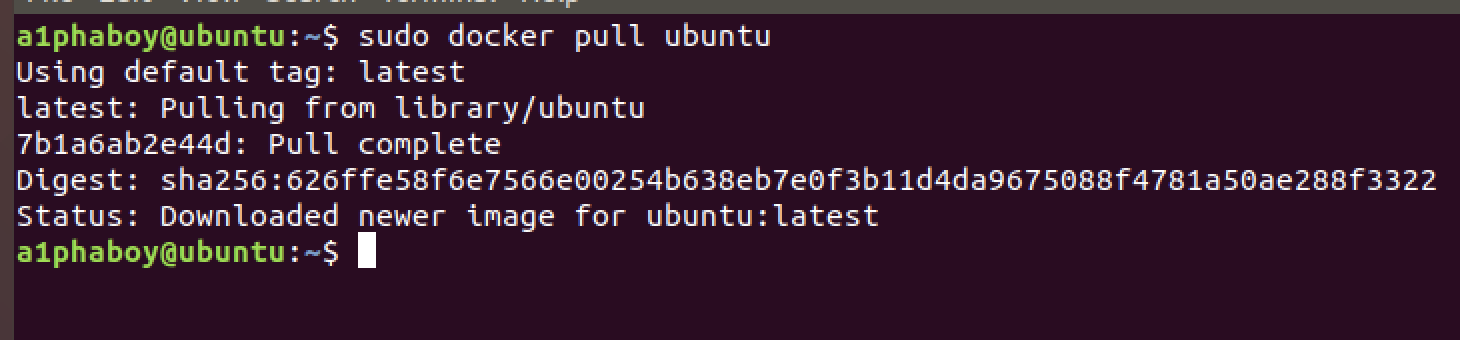 a1phaboy@ubuntu:~$ sudo docker pull ubuntu
Using default tag: latest
latest: Pulling from library/ubuntu
7b1a6ab2e44d: Pull complete
Digest: sha256:626ffe58f6e7566e00254b638eb7e0f3b11d4da9675088f4781a50ae288f3322
Status: Downloaded newer image for ubuntu:latest
a1phaboy@ubuntu:~$